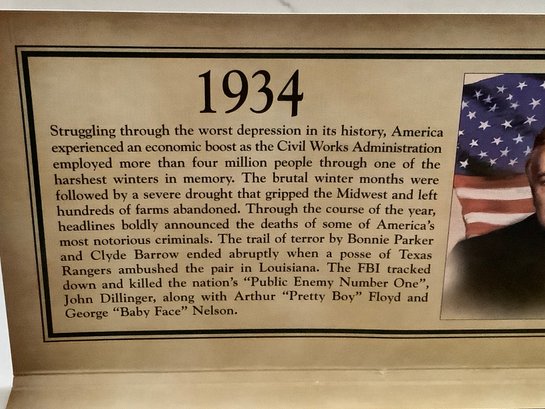 1934
Struggling through the worst depression in its history, America
experienced an economic boost as the Civil Works Administration
employed more than four million people through one of the
harshest winters in memory. The brutal winter months were
followed by a severe drought that gripped the Midwest and left
hundreds of farms abandoned. Through the course of the year,
headlines boldly announced the deaths of some of America's
most notorious criminals. The trail of terror by Bonnie Parker
and Clyde Barrow ended abruptly when a posse of Texas
Rangers ambushed the pair in Louisiana. The FBI tracked
down and killed the nation's “Public Enemy Number One”,
John Dillinger, along with Arthur “Pretty Boy” Floyd and
George “Baby Face” Nelson.